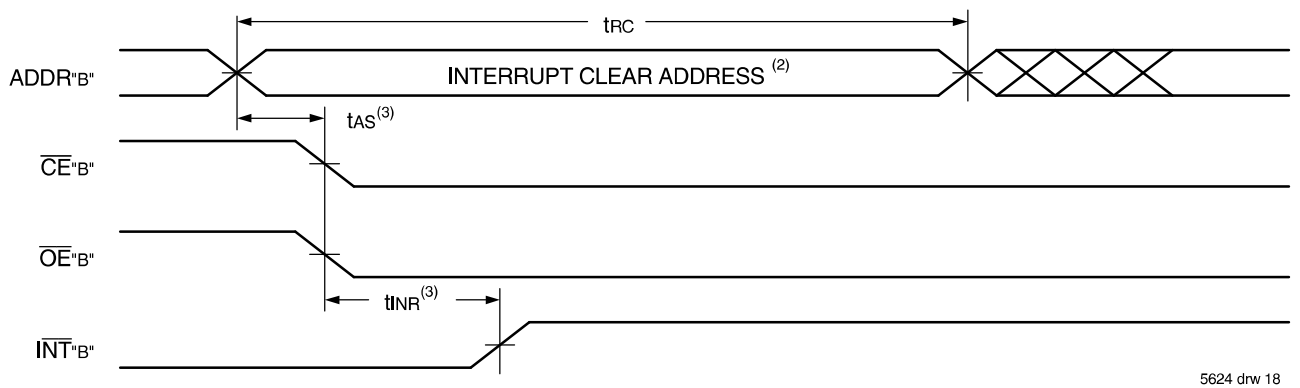 tRC
ADDR"B"
INTERRUPT CLEAR ADDRESS (2)
tAS(3)
CE"B"
OE"B"
tINR(3)
INT"B"
5624 drw 18